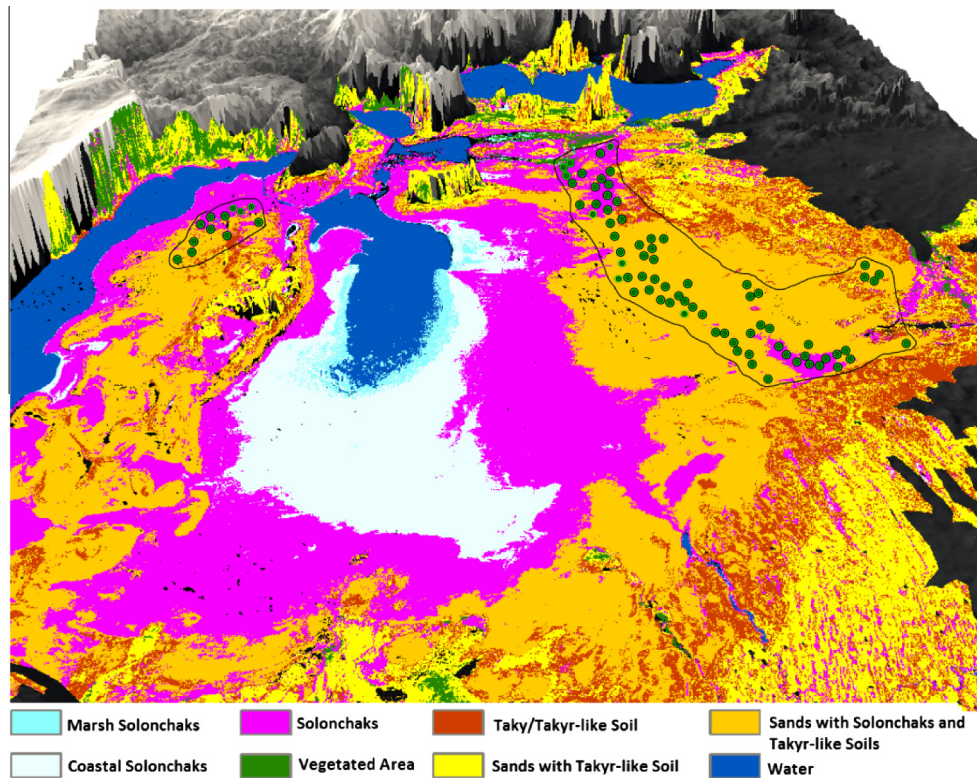 Marsh Solonchaks
Solonchaks
Taky/Takyr-like Soil
Sands with Solonchaks and
Takyr-like Soils
Coastal Solonchaks
Vegetated Area
Sands with Takyr-like Soil
Water